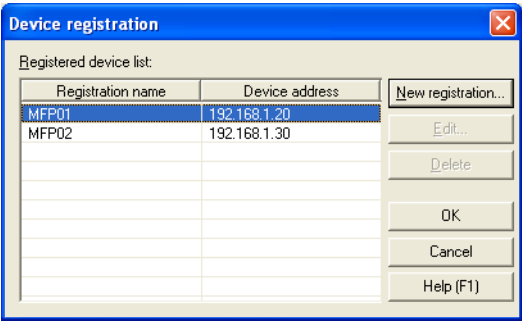 Device registration
Registered device list:
Registration name Device address
MFP01 192.168.1.20
MFP02 192.168.1.30
New registration...
Edit...
Delete
OK
Cancel
Help (F1)